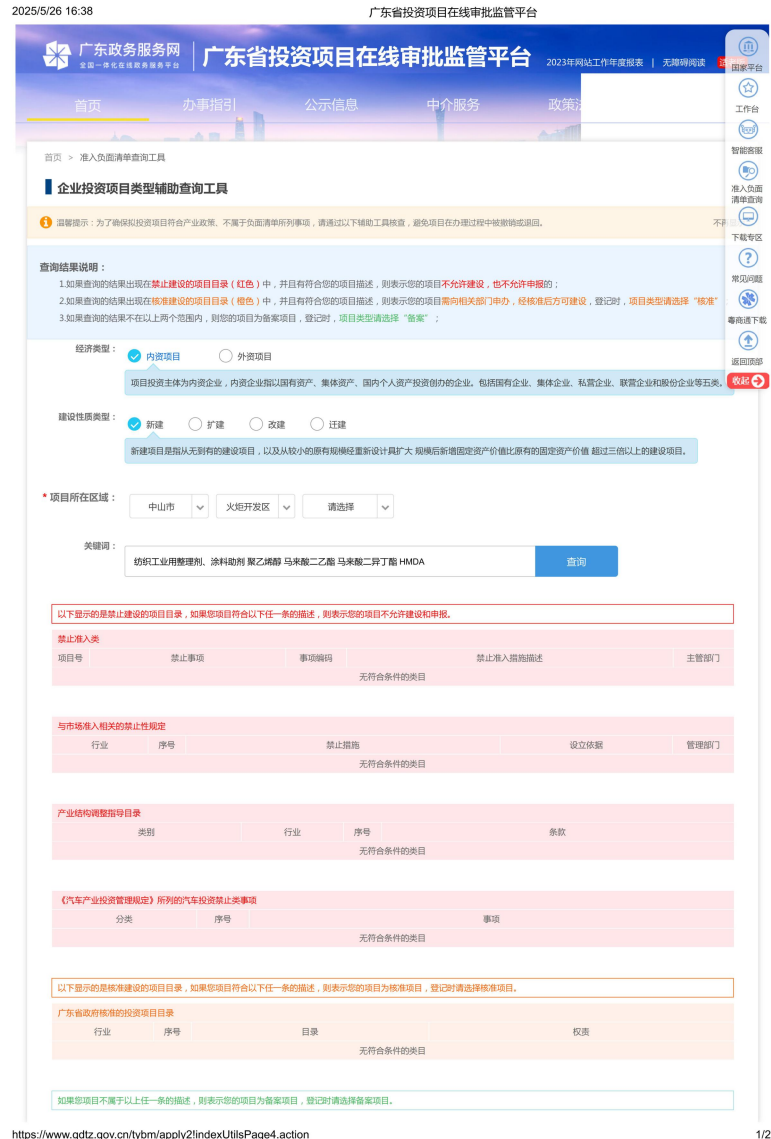 2025/5/26 16:38
广东省投资项目在线审批监管平台
广东政务服务网
全国一体化在线政务服务平台
广东省投资项目在线审批监管平台
2023年网站工作年度报表 | 无障碍阅读
首页 办事指引 公示信息 中介服务 政策法
国家平台
工作台
智能客服
准入负面
清单查询
下载专区
常见问题
粤商通下载
返回顶部
收起
首页 > 准入负面清单查询工具
企业投资项目类型辅助查询工具
温馨提示：为了确保拟投资项目符合产业政策、不属于负面清单所列事项，请通过以下辅助工具核查，避免项目在办理过程中被撤销或退回。 不再
查询结果说明：
1.如果查询的结果出现在禁止建设的项目目录（红色）中，并且有符合您的项目描述，则表示您的项目不允许建设，也不允许申报的；
2.如果查询的结果出现在核准建设的项目目录（橙色）中，并且有符合您的项目描述，则表示您的项目需向相关部门申办，经核准后方可建设，登记时，项目类型请选择“核准”；
3.如果查询的结果不在以上两个范围内，则您的项目为备案项目，登记时，项目类型请选择“备案”；
经济类型： 内资项目 外资项目
项目投资主体为内资企业，内资企业指以国有资产、集体资产、国内个人资产投资创办的企业。包括国有企业、集体企业、私营企业、联营企业和股份企业等五类。
建设性质类型： 新建 扩建 改建 迁建
新建项目是指从无到有的建设项目，以及从较小的原有规模经重新设计具扩大 规模后新增固定资产价值比原有的固定资产价值 超过三倍以上的建设项目。
* 项目所在区域： 中山市 火炬开发区 请选择
关键词：
纺织工业用整理剂、涂料助剂 聚乙烯醇 马来酸二乙酯 马来酸二异丁酯 HMDA 查询
以下显示的是禁止建设的项目目录，如果您项目符合以下任一条的描述，则表示您的项目不允许建设和申报。
禁止准入类
项目号 禁止事项 事项编码 禁止准入措施描述 主管部门
无符合条件的类目
与市场准入相关的禁止性规定
行业 序号 禁止措施 设立依据 管理部门
无符合条件的类目
产业结构调整指导目录
类别 行业 序号 条款
无符合条件的类目
《汽车产业投资管理规定》所列的汽车投资禁止类事项
分类 序号 事项
无符合条件的类目
以下显示的是核准建设的项目目录，如果您项目符合以下任一条的描述，则表示您的项目为核准项目，登记时请选择核准项目。
广东省政府核准的投资项目目录
行业 序号 目录 权责
无符合条件的类目
如果您项目不属于以上任一条的描述，则表示您的项目为备案项目，登记时请选择备案项目。
https://www.gdtz.gov.cn/tybm/apply2!indexUtilsPage4.action
1/2